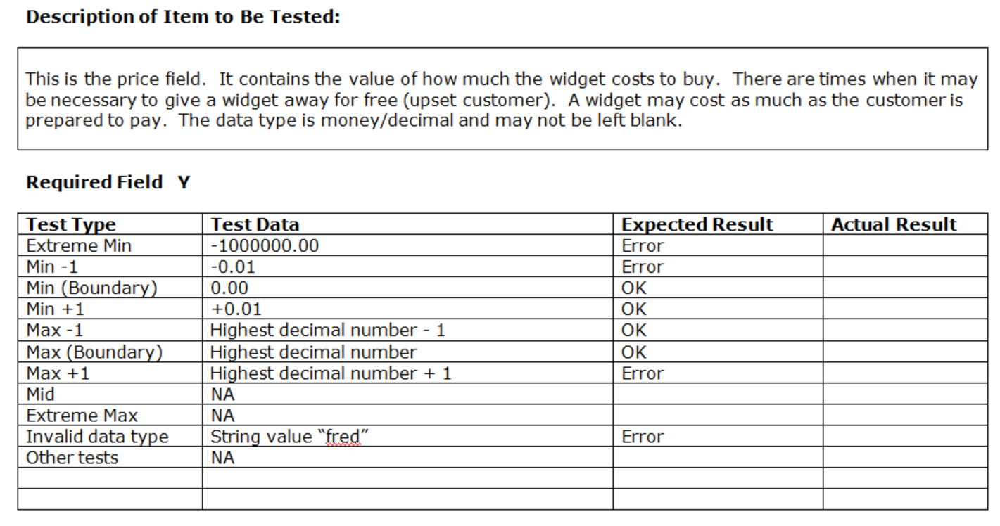 Description of Item to Be Tested:
This is the price field.  It contains the value of how much the widget costs to buy.  There are times when it may
be necessary to give a widget away for free (upset customer).  A widget may cost as much as the customer is
prepared to pay.  The data type is money/decimal and may not be left blank.
Required Field  Y
Test Type Test Data Expected Result Actual Result
Extreme Min -1000000.00 Error
Min -1 -0.01 Error
Min (Boundary) 0.00 OK
Min +1 +0.01 OK
Max -1 Highest decimal number - 1 OK
Max (Boundary) Highest decimal number OK
Max +1 Highest decimal number + 1 Error
Mid NA
Extreme Max NA
Invalid data type String value “fred” Error
Other tests NA